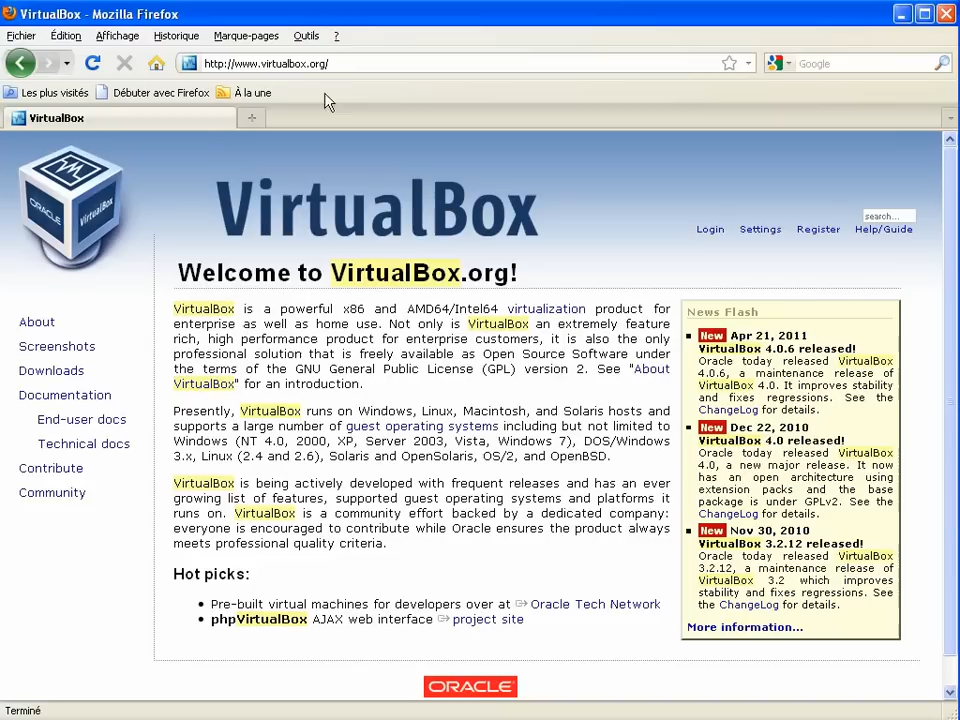 VirtualBox - Mozilla Firefox
Fichier Édition Affichage Historique Marque-pages Outils ?
http://www.virtualbox.org/ Google
Les plus visités Débuter avec Firefox À la une
VirtualBox
ORACLE VirtualBox
VirtualBox
search...
Login Settings Register Help/Guide
Welcome to VirtualBox.org!
About
Screenshots
Downloads
Documentation
End-user docs
Technical docs
Contribute
Community
VirtualBox is a powerful x86 and AMD64/Intel64 virtualization product for
enterprise as well as home use. Not only is VirtualBox an extremely feature
rich, high performance product for enterprise customers, it is also the only
professional solution that is freely available as Open Source Software under
the terms of the GNU General Public License (GPL) version 2. See "About
VirtualBox" for an introduction.
Presently, VirtualBox runs on Windows, Linux, Macintosh, and Solaris hosts and
supports a large number of guest operating systems including but not limited to
Windows (NT 4.0, 2000, XP, Server 2003, Vista, Windows 7), DOS/Windows
3.x, Linux (2.4 and 2.6), Solaris and OpenSolaris, OS/2, and OpenBSD.
VirtualBox is being actively developed with frequent releases and has an ever
growing list of features, supported guest operating systems and platforms it
runs on. VirtualBox is a community effort backed by a dedicated company:
everyone is encouraged to contribute while Oracle ensures the product always
meets professional quality criteria.
Hot picks:
Pre-built virtual machines for developers over at Oracle Tech Network
phpVirtualBox AJAX web interface project site
News Flash
New Apr 21, 2011
VirtualBox 4.0.6 released!
Oracle today released VirtualBox
4.0.6, a maintenance release of
VirtualBox 4.0. It improves stability
and fixes regressions. See the
ChangeLog for details.
New Dec 22, 2010
VirtualBox 4.0 released!
Oracle today released VirtualBox
4.0, a new major release. It now
has an open architecture using
extension packs and the base
package is under GPLv2. See the
ChangeLog for details.
New Nov 30, 2010
VirtualBox 3.2.12 released!
Oracle today released VirtualBox
3.2.12, a maintenance release of
VirtualBox 3.2 which improves
stability and fixes regressions. See
the ChangeLog for details.
More information...
ORACLE
Terminé